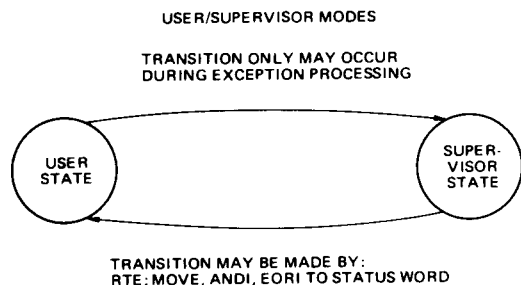 USER/SUPERVISOR MODES
TRANSITION ONLY MAY OCCUR
DURING EXCEPTION PROCESSING
USER
STATE
SUPER-
VISOR
STATE
TRANSITION MAY BE MADE BY:
RTE: MOVE, ANDI, EORI TO STATUS WORD